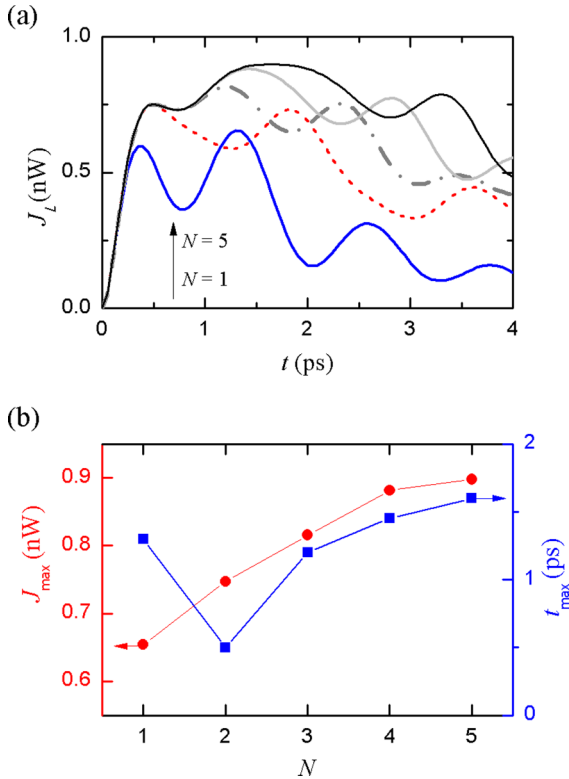 (a)
1.0
0.5
0.0
J_L (nW)
N = 5
N = 1
0 1 2 3 4
t (ps)
(b)
0.9
0.8
0.7
0.6
J_max (nW)
2
1
0
t_max (ps)
1 2 3 4 5
N